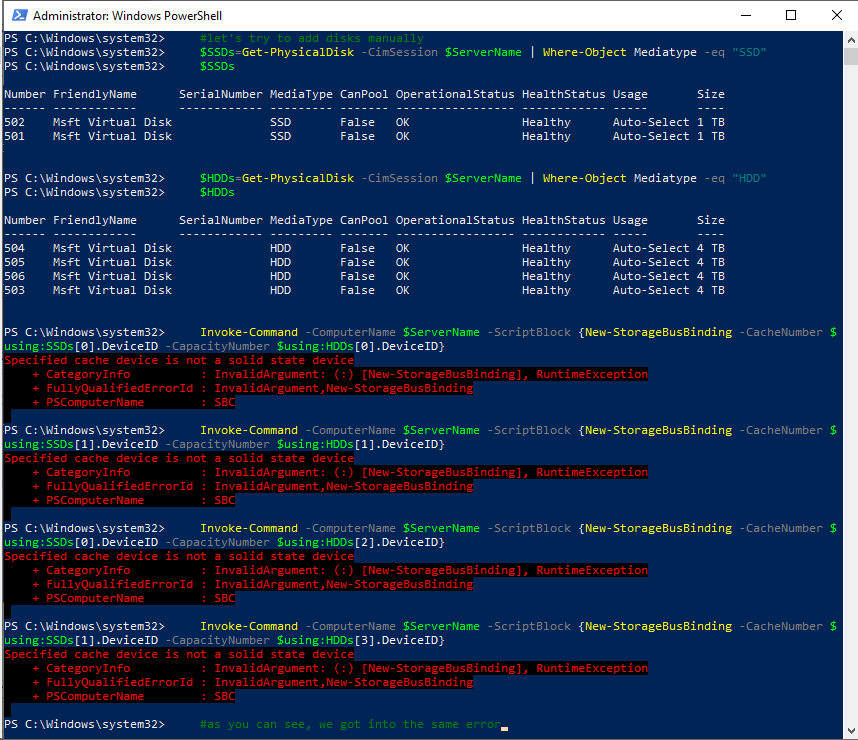 Administrator: Windows PowerShell
PS C:\Windows\system32> #let's try to add disks manually
PS C:\Windows\system32> $SSDs=Get-PhysicalDisk -CimSession $ServerName | Where-Object Mediatype -eq "SSD"
PS C:\Windows\system32> $SSDs
Number FriendlyName SerialNumber MediaType CanPool OperationalStatus HealthStatus Usage Size
------ ------------ ------------ --------- ------- ----------------- ------------ ----- ----
502 Msft Virtual Disk SSD False OK Healthy Auto-Select 1 TB
501 Msft Virtual Disk SSD False OK Healthy Auto-Select 1 TB
PS C:\Windows\system32> $HDDs=Get-PhysicalDisk -CimSession $ServerName | Where-Object Mediatype -eq "HDD"
PS C:\Windows\system32> $HDDs
Number FriendlyName SerialNumber MediaType CanPool OperationalStatus HealthStatus Usage Size
------ ------------ ------------ --------- ------- ----------------- ------------ ----- ----
504 Msft Virtual Disk HDD False OK Healthy Auto-Select 4 TB
505 Msft Virtual Disk HDD False OK Healthy Auto-Select 4 TB
506 Msft Virtual Disk HDD False OK Healthy Auto-Select 4 TB
503 Msft Virtual Disk HDD False OK Healthy Auto-Select 4 TB
PS C:\Windows\system32> Invoke-Command -ComputerName $ServerName -ScriptBlock {New-StorageBusBinding -CacheNumber $
using:SSDs[0].DeviceID -CapacityNumber $using:HDDs[0].DeviceID}
Specified cache device is not a solid state device
+ CategoryInfo : InvalidArgument: (:) [New-StorageBusBinding], RuntimeException
+ FullyQualifiedErrorId : InvalidArgument,New-StorageBusBinding
+ PSComputerName : SBC
PS C:\Windows\system32> Invoke-Command -ComputerName $ServerName -ScriptBlock {New-StorageBusBinding -CacheNumber $
using:SSDs[1].DeviceID -CapacityNumber $using:HDDs[1].DeviceID}
Specified cache device is not a solid state device
+ CategoryInfo : InvalidArgument: (:) [New-StorageBusBinding], RuntimeException
+ FullyQualifiedErrorId : InvalidArgument,New-StorageBusBinding
+ PSComputerName : SBC
PS C:\Windows\system32> Invoke-Command -ComputerName $ServerName -ScriptBlock {New-StorageBusBinding -CacheNumber $
using:SSDs[0].DeviceID -CapacityNumber $using:HDDs[2].DeviceID}
Specified cache device is not a solid state device
+ CategoryInfo : InvalidArgument: (:) [New-StorageBusBinding], RuntimeException
+ FullyQualifiedErrorId : InvalidArgument,New-StorageBusBinding
+ PSComputerName : SBC
PS C:\Windows\system32> Invoke-Command -ComputerName $ServerName -ScriptBlock {New-StorageBusBinding -CacheNumber $
using:SSDs[1].DeviceID -CapacityNumber $using:HDDs[3].DeviceID}
Specified cache device is not a solid state device
+ CategoryInfo : InvalidArgument: (:) [New-StorageBusBinding], RuntimeException
+ FullyQualifiedErrorId : InvalidArgument,New-StorageBusBinding
+ PSComputerName : SBC
PS C:\Windows\system32> #as you can see, we got into the same error